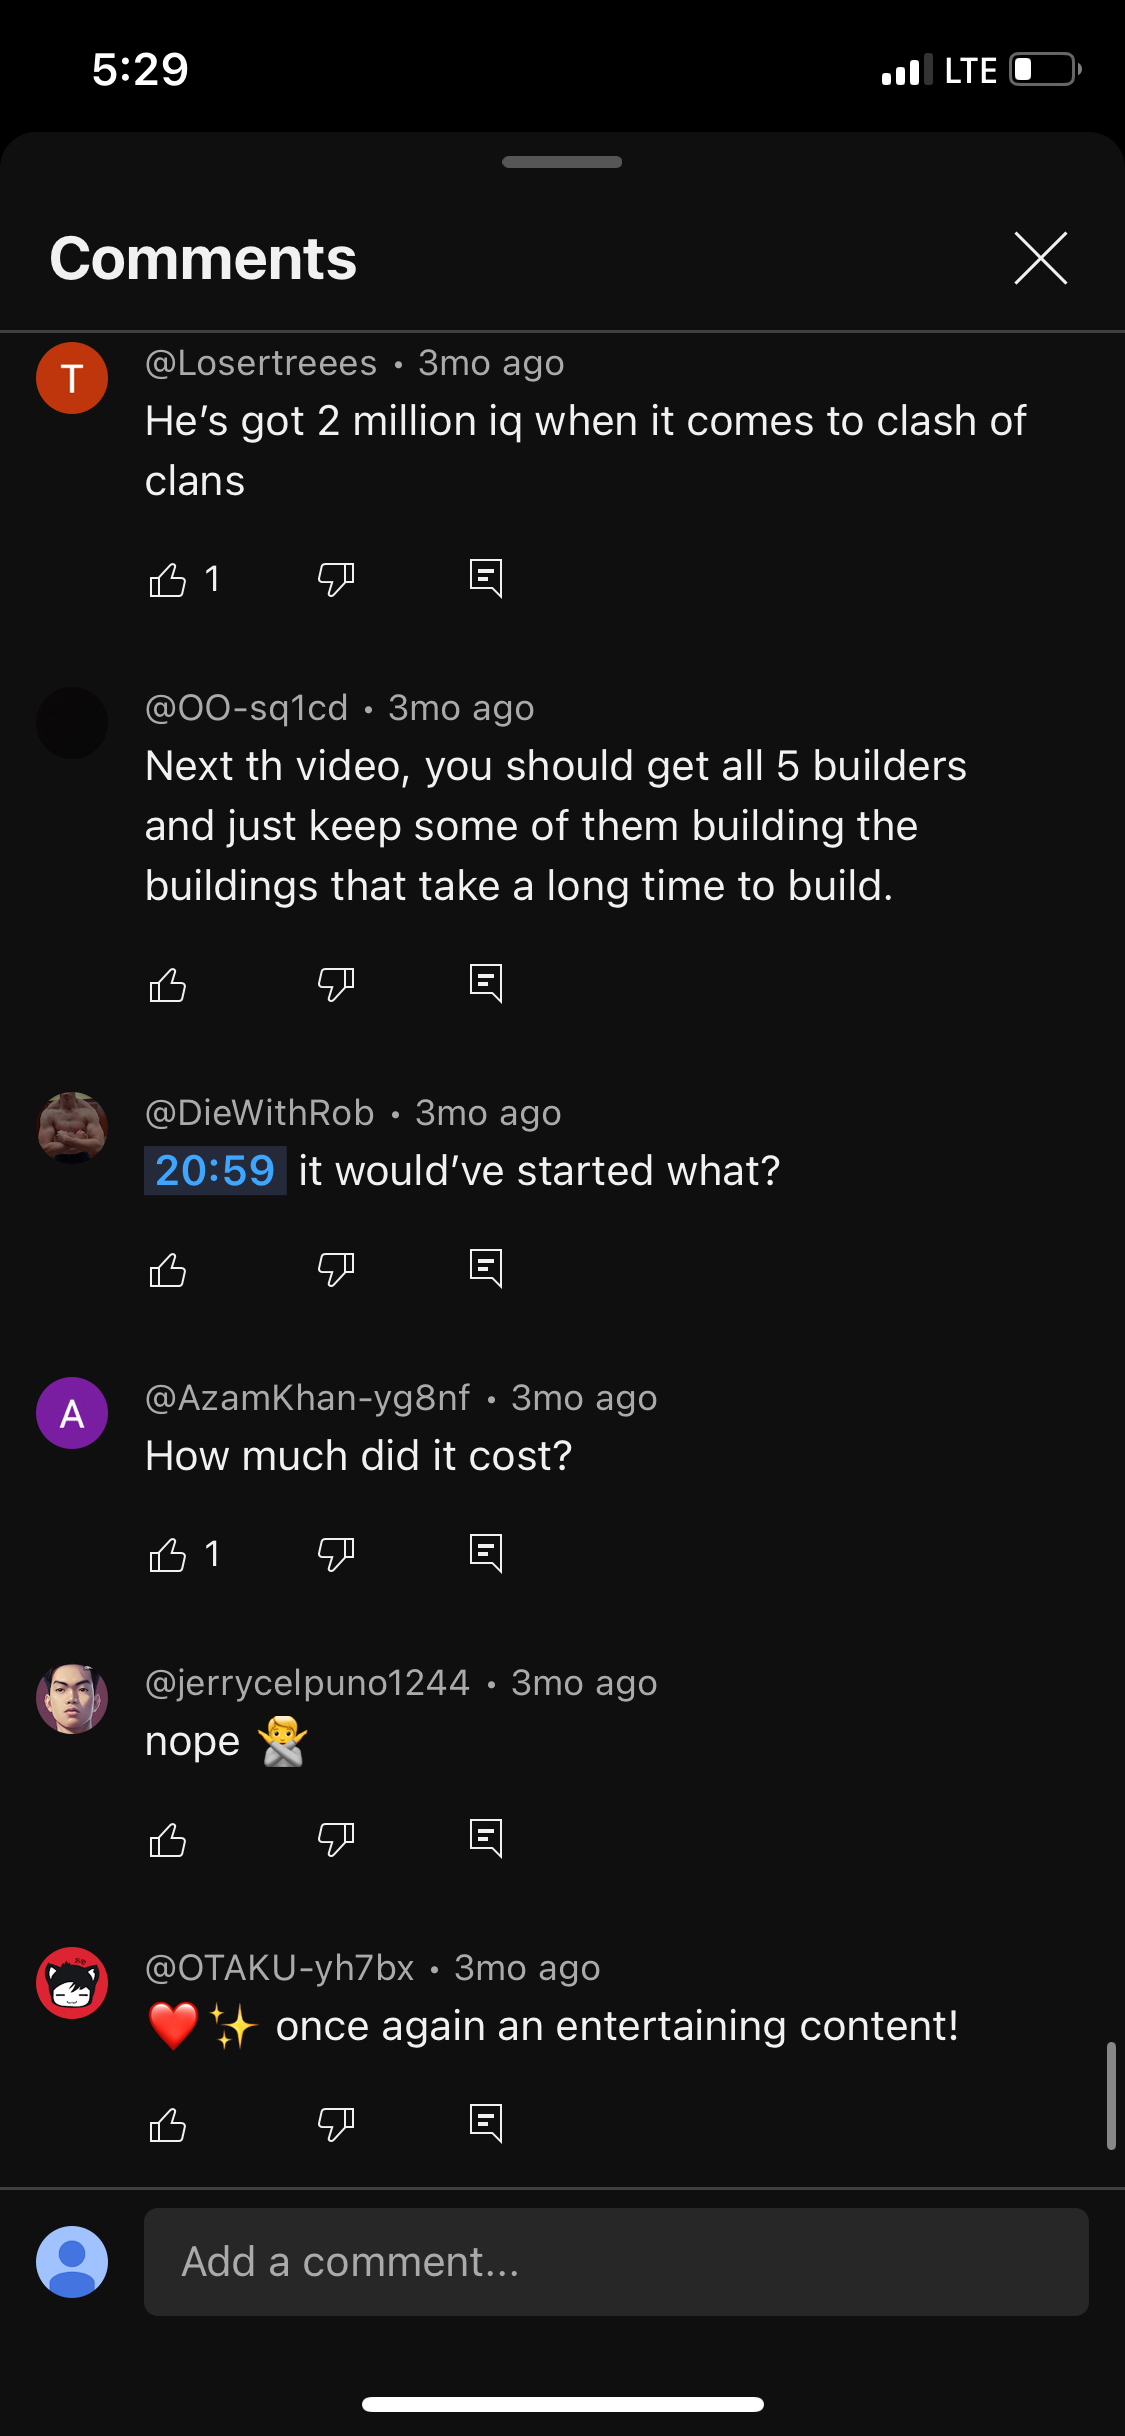 5:29
LTE
Comments
T
@Losertreees • 3mo ago
He’s got 2 million iq when it comes to clash of
clans
1
@OO-sq1cd • 3mo ago
Next th video, you should get all 5 builders
and just keep some of them building the
buildings that take a long time to build.
@DieWithRob • 3mo ago
20:59 it would’ve started what?
A
@AzamKhan-yg8nf • 3mo ago
How much did it cost?
1
@jerrycelpuno1244 • 3mo ago
nope 🙅‍♂️
@OTAKU-yh7bx • 3mo ago
❤️✨ once again an entertaining content!
Add a comment...